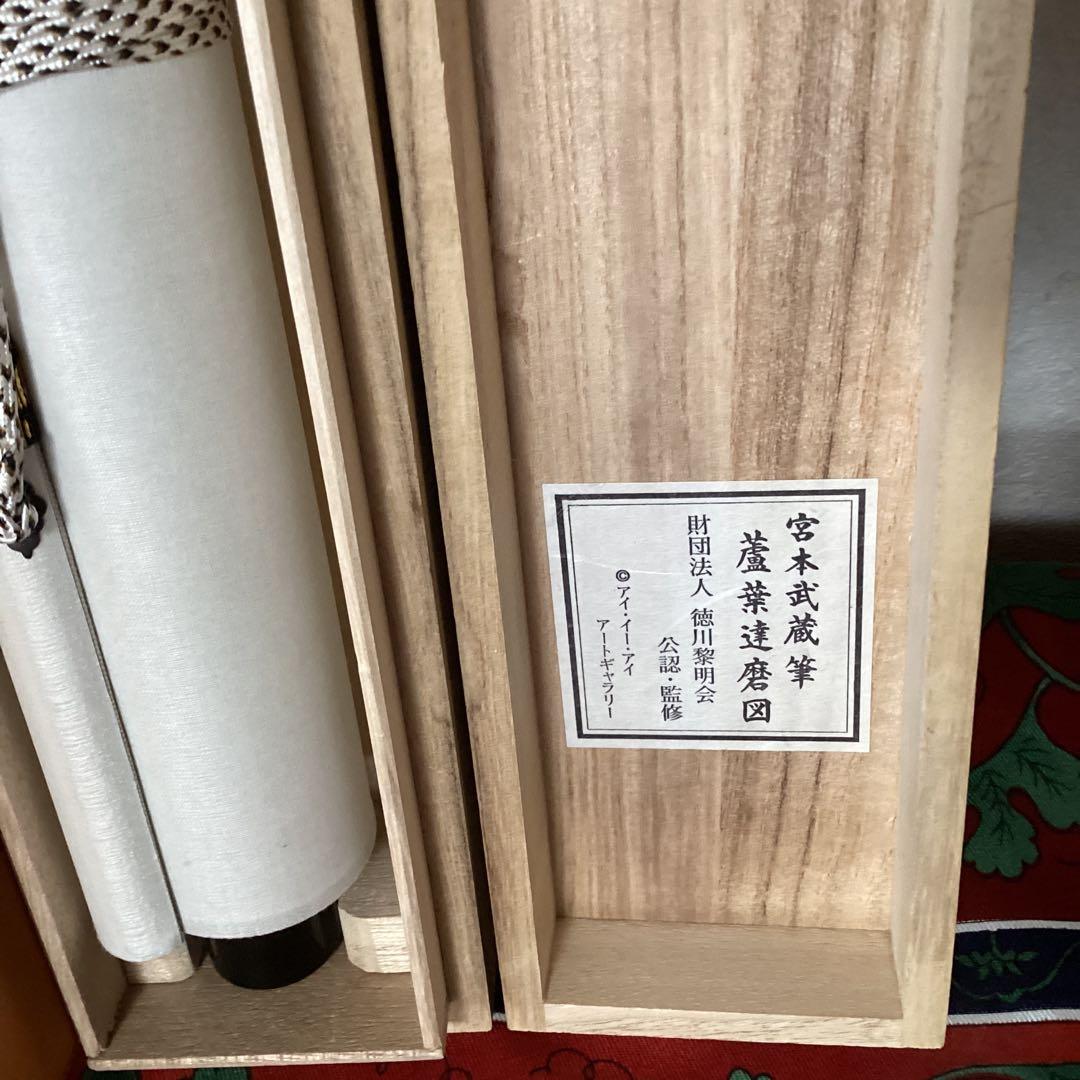 宮本武蔵筆
蘆葉達磨図
財団法人 徳川黎明会
公認・監修
© アイ・イー・アイ
アートギャラリー